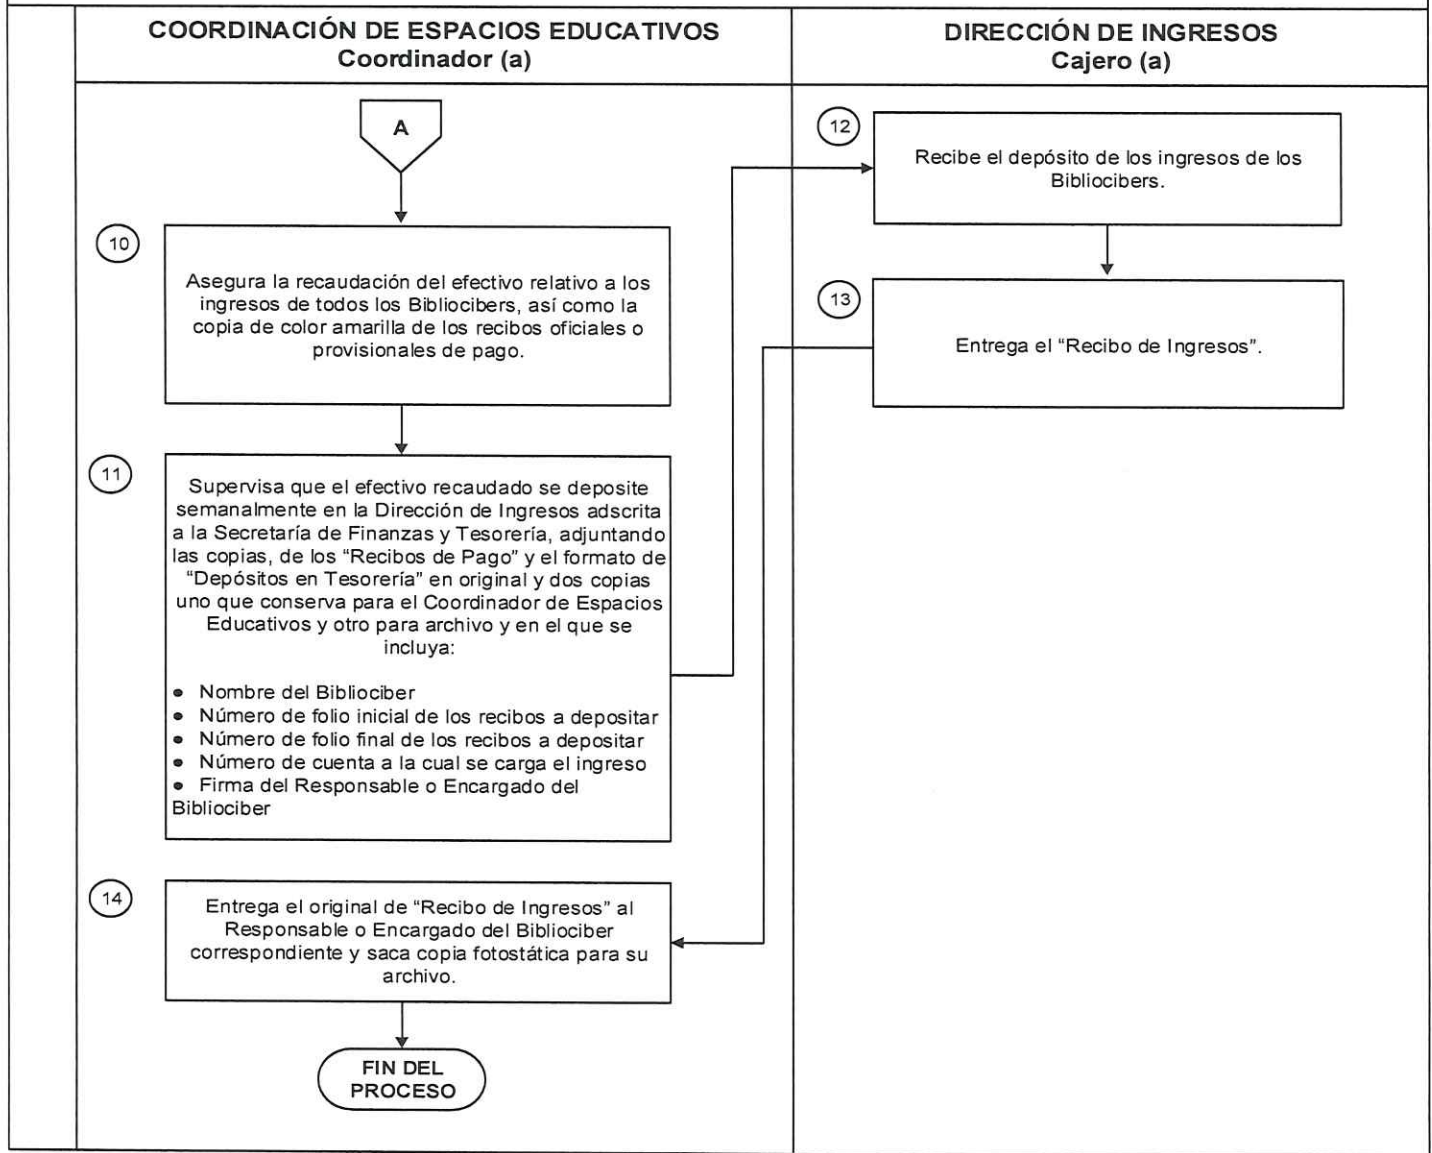 COORDINACIÓN DE ESPACIOS EDUCATIVOS
Coordinador (a)
DIRECCIÓN DE INGRESOS
Cajero (a)
A
10
Asegura la recaudación del efectivo relativo a los
ingresos de todos los Bibliocibers, así como la
copia de color amarilla de los recibos oficiales o
provisionales de pago.
11
Supervisa que el efectivo recaudado se deposite
semanalmente en la Dirección de Ingresos adscrita
a la Secretaría de Finanzas y Tesorería, adjuntando
las copias, de los “Recibos de Pago” y el formato de
“Depósitos en Tesorería” en original y dos copias
uno que conserva para el Coordinador de Espacios
Educativos y otro para archivo y en el que se
incluya:
● Nombre del Bibliociber
● Número de folio inicial de los recibos a depositar
● Número de folio final de los recibos a depositar
● Número de cuenta a la cual se carga el ingreso
● Firma del Responsable o Encargado del
Bibliociber
12
Recibe el depósito de los ingresos de los
Bibliocibers.
13
Entrega el “Recibo de Ingresos”.
14
Entrega el original de “Recibo de Ingresos” al
Responsable o Encargado del Bibliociber
correspondiente y saca copia fotostática para su
archivo.
FIN DEL
PROCESO